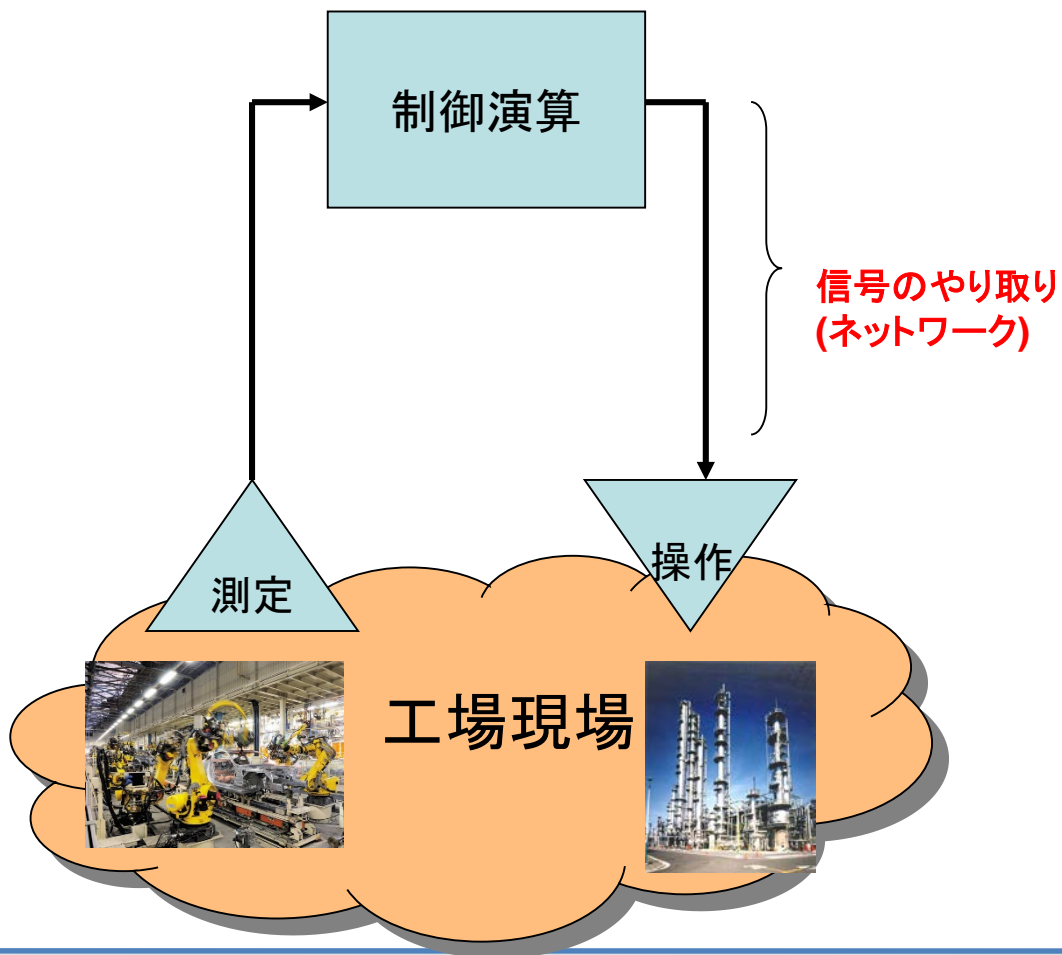 制御演算
信号のやり取り
(ネットワーク)
測定
操作
工場現場